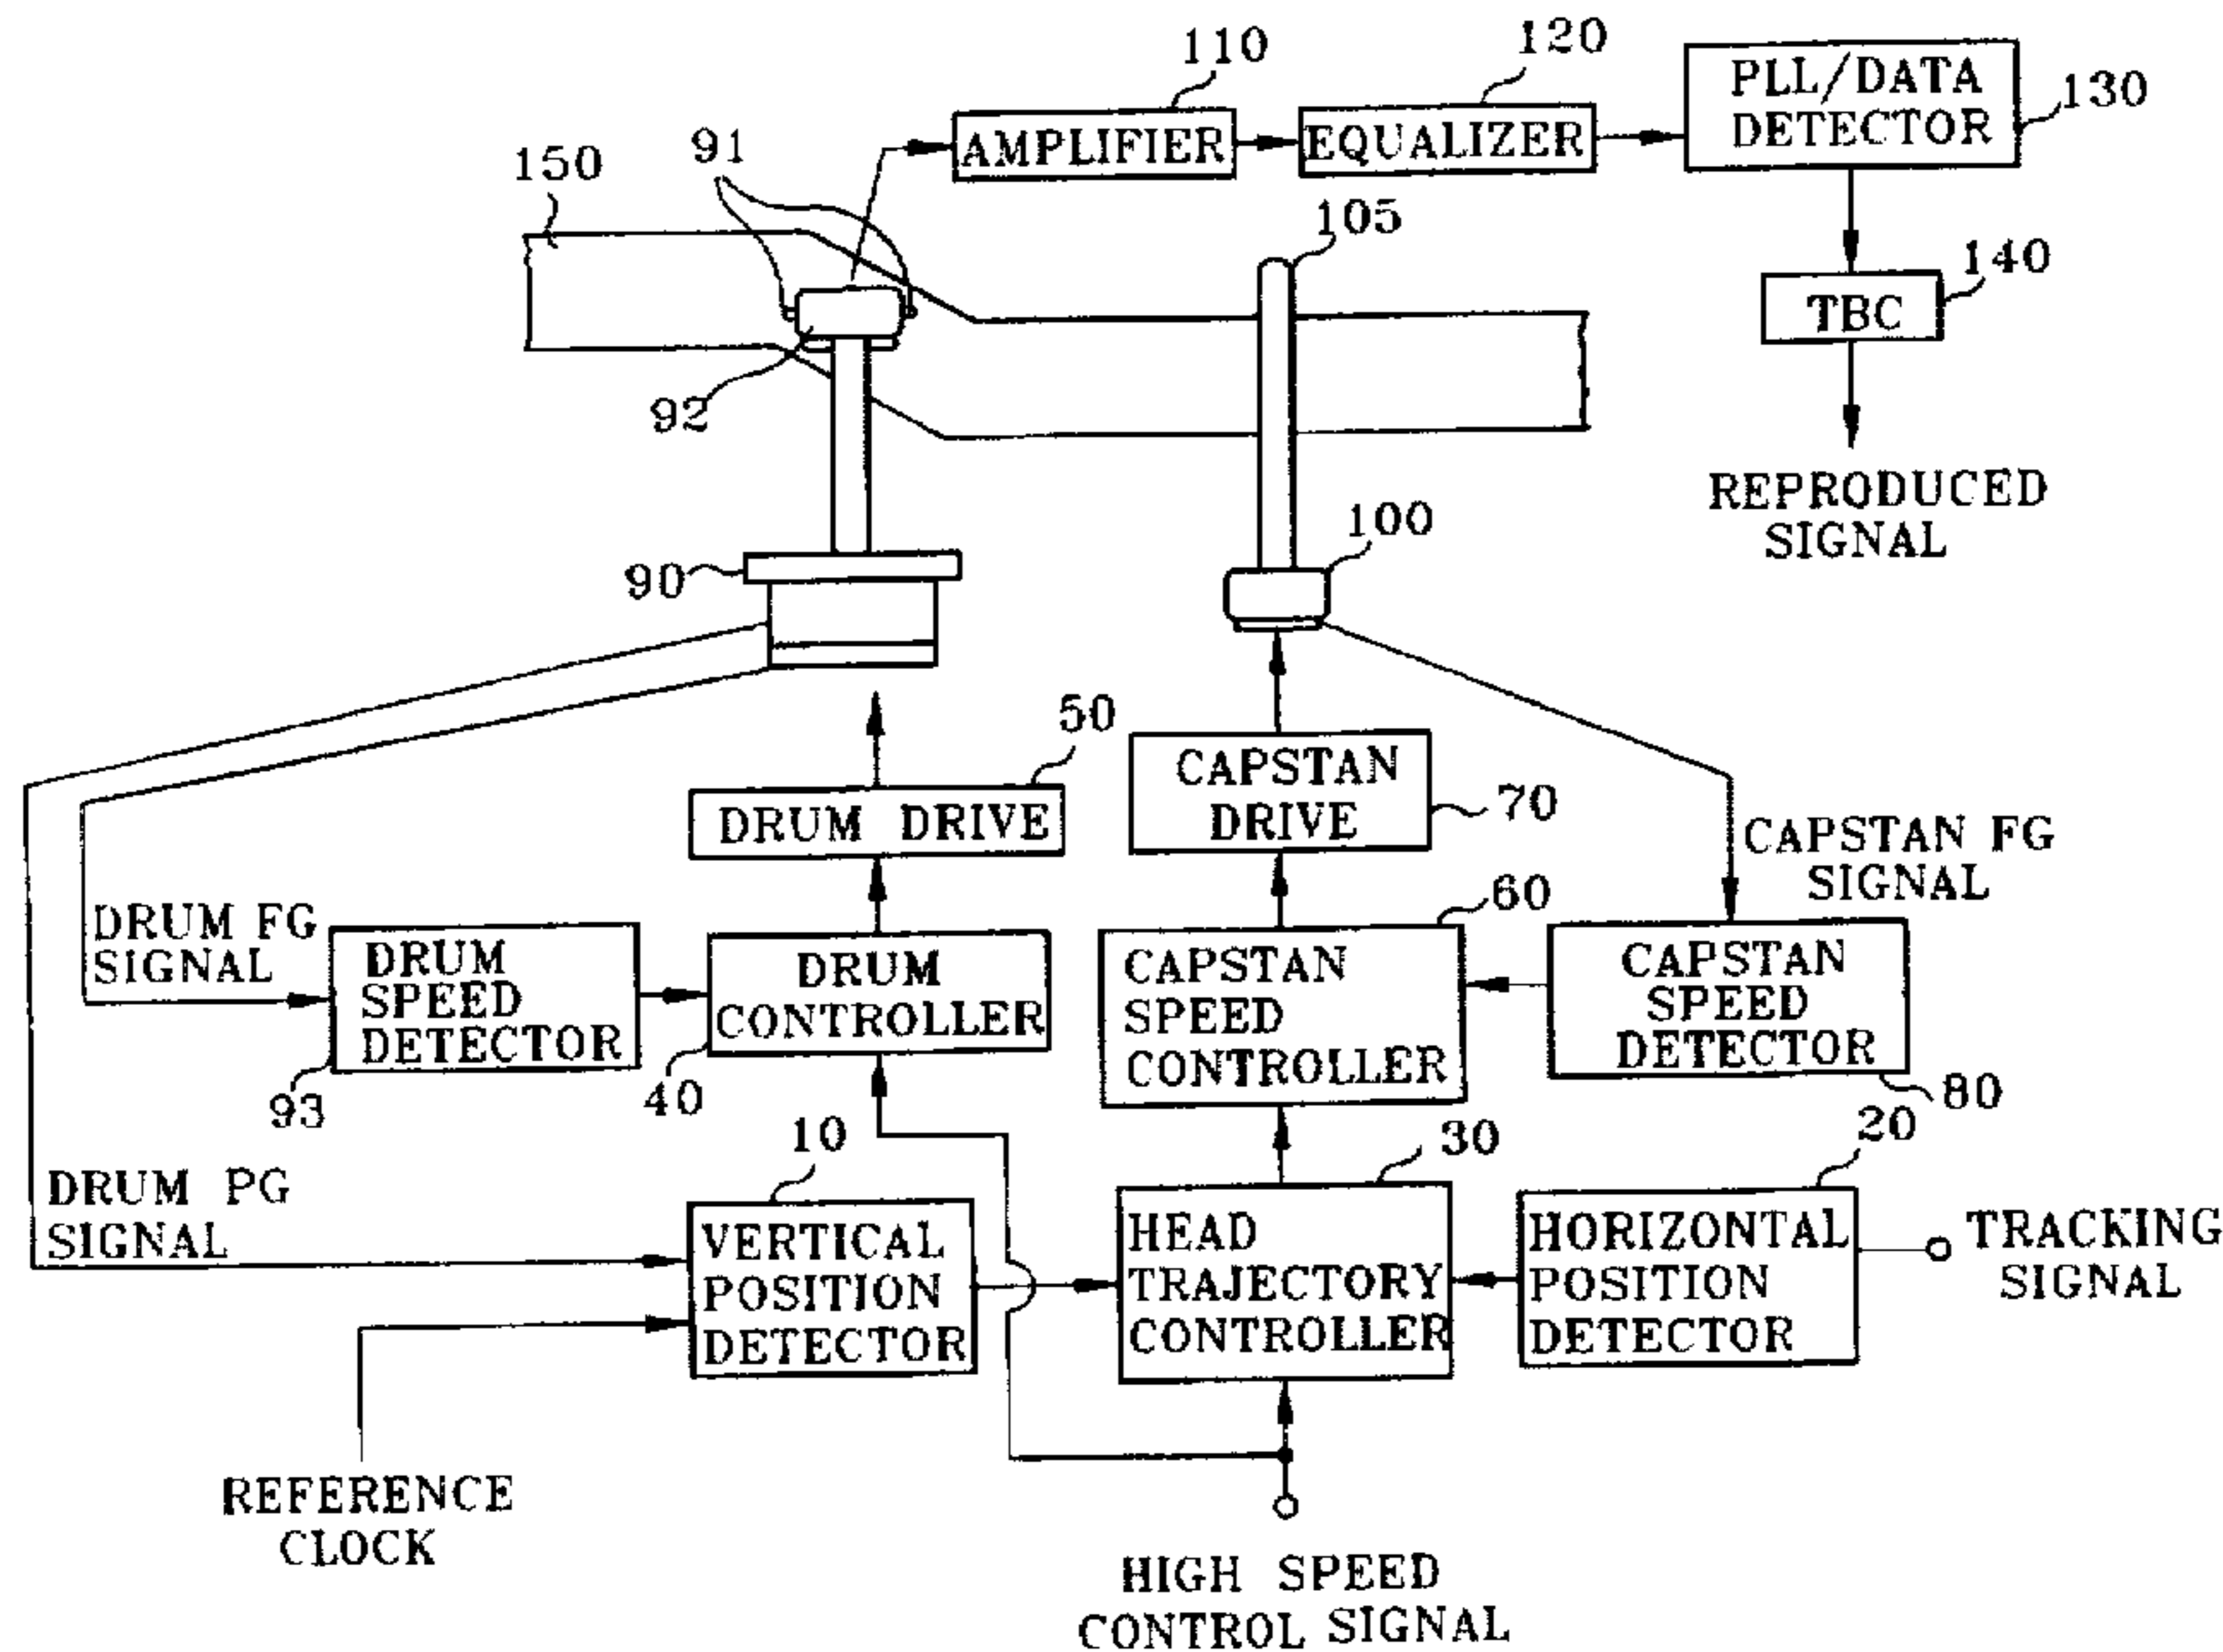 110
120
PLL/DATA
DETECTOR
130
91
AMPLIFIER
EQUALIZER
150
105
140
TBC
92
REPRODUCED
SIGNAL
100
90
50
CAPSTAN
DRIVE
70
DRUM DRIVE
CAPSTAN FG
SIGNAL
60
DRUM FG
SIGNAL
DRUM
SPEED
DETECTOR
DRUM
CONTROLLER
CAPSTAN
SPEED
CONTROLLER
CAPSTAN
SPEED
DETECTOR
93
40
80
10
30
20
DRUM PG
SIGNAL
VERTICAL
POSITION
DETECTOR
HEAD
TRAJECTORY
CONTROLLER
HORIZONTAL
POSITION
DETECTOR
TRACKING
SIGNAL
REFERENCE
CLOCK
HIGH SPEED
CONTROL SIGNAL